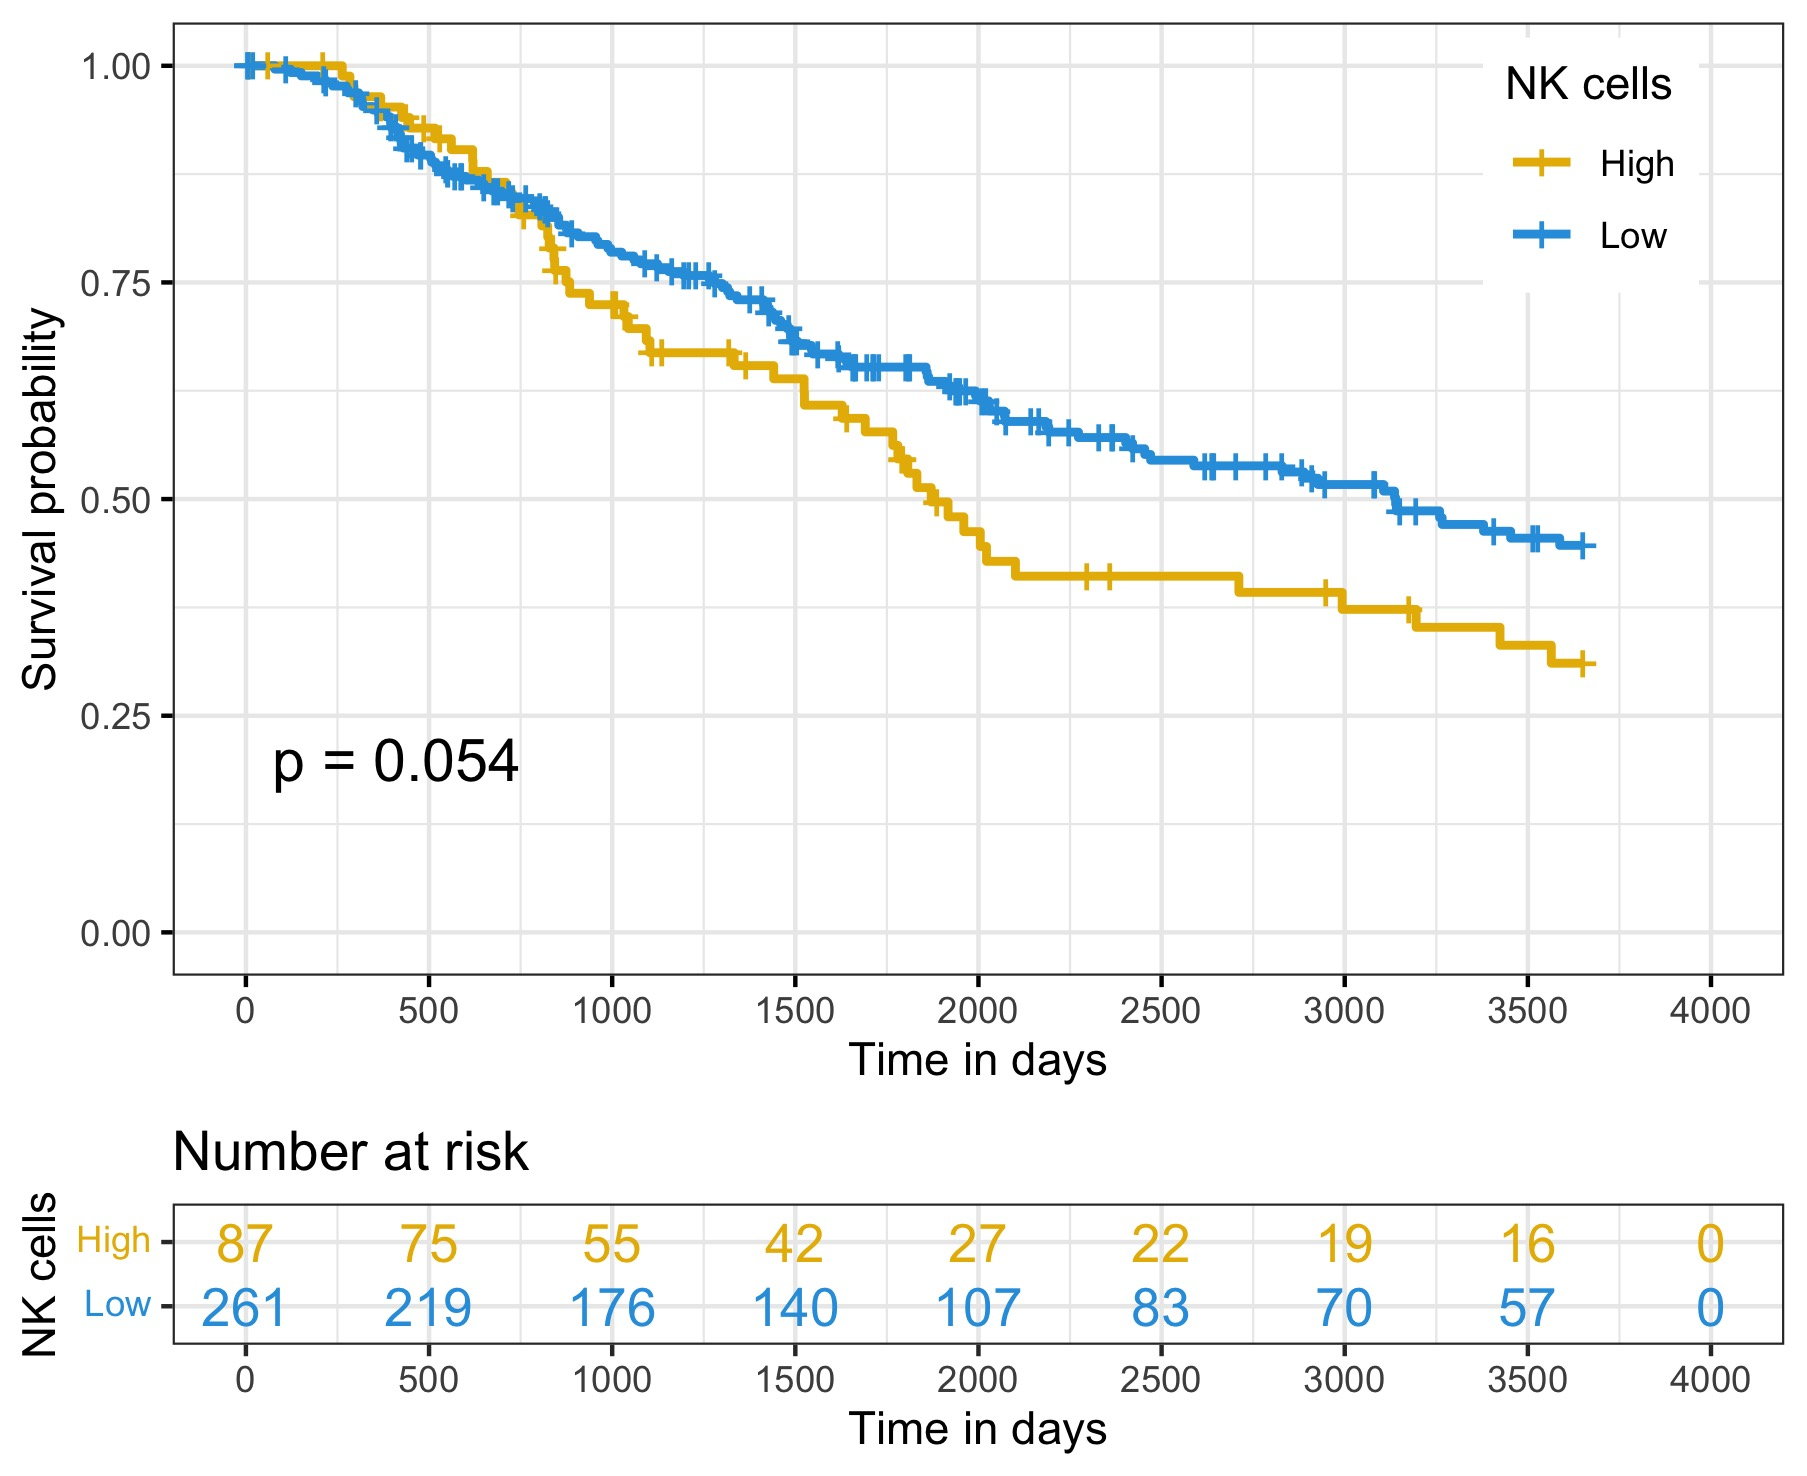 NK cells
High
Low
1.00
0.75
0.50
0.25
0.00
Survival probability
p = 0.054
0 500 1000 1500 2000 2500 3000 3500 4000
Time in days
Number at risk
NK cells
High 87 75 55 42 27 22 19 16 0
Low 261 219 176 140 107 83 70 57 0
0 500 1000 1500 2000 2500 3000 3500 4000
Time in days